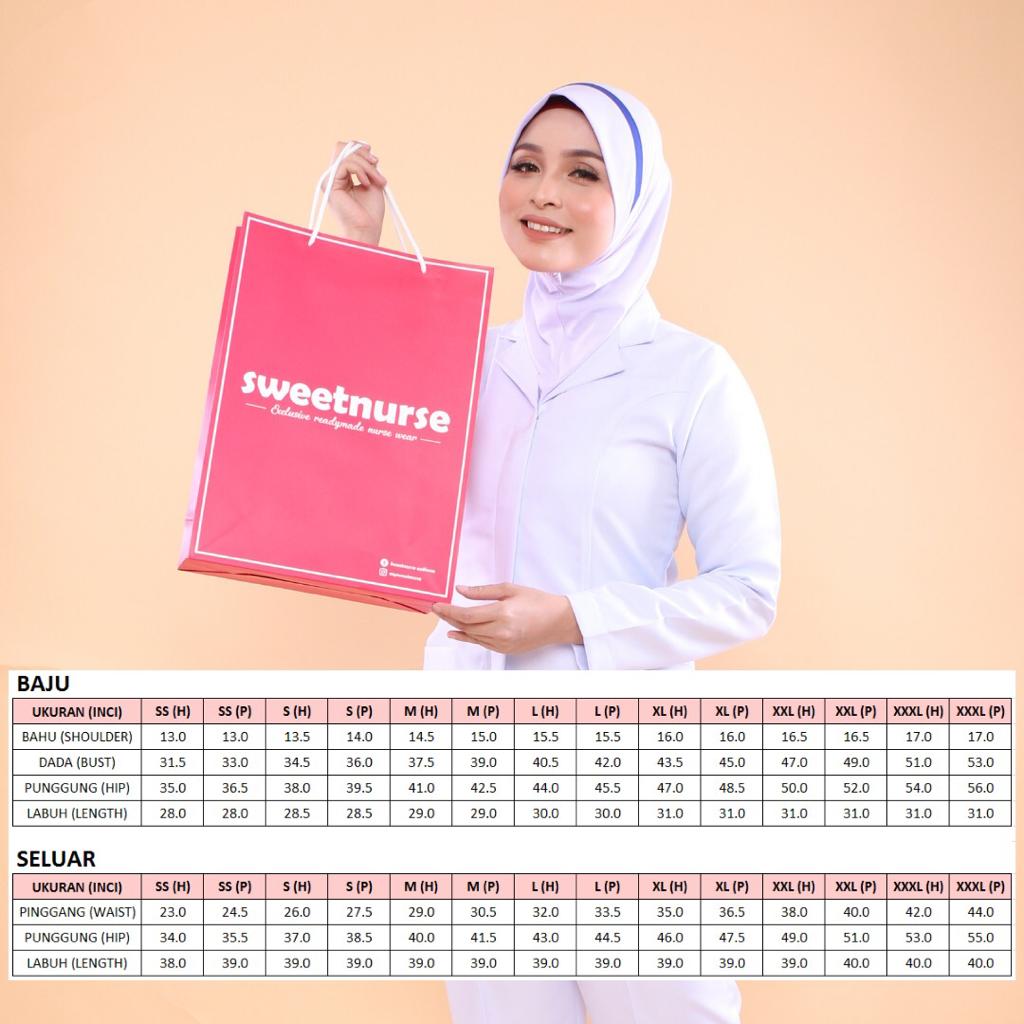 sweetnurse
Exclusive readymade nurse wear
BAJU
UKURAN (INCI) SS (H) SS (P) S (H) S (P) M (H) M (P) L (H) L (P) XL (H) XL (P) XXL (H) XXL (P) XXXL (H) XXXL (P)
BAHU (SHOULDER) 13.0 13.0 13.5 14.0 14.5 15.0 15.5 15.5 16.0 16.0 16.5 16.5 17.0 17.0
DADA (BUST) 31.5 33.0 34.5 36.0 37.5 39.0 40.5 42.0 43.5 45.0 47.0 49.0 51.0 53.0
PUNGGUNG (HIP) 35.0 36.5 38.0 39.5 41.0 42.5 44.0 45.5 47.0 48.5 50.0 52.0 54.0 56.0
LABUH (LENGTH) 28.0 28.0 28.5 28.5 29.0 29.0 30.0 30.0 31.0 31.0 31.0 31.0 31.0 31.0
SELUAR
UKURAN (INCI) SS (H) SS (P) S (H) S (P) M (H) M (P) L (H) L (P) XL (H) XL (P) XXL (H) XXL (P) XXXL (H) XXXL (P)
PINGGANG (WAIST) 23.0 24.5 26.0 27.5 29.0 30.5 32.0 33.5 35.0 36.5 38.0 40.0 42.0 44.0
PUNGGUNG (HIP) 34.0 35.5 37.0 38.5 40.0 41.5 43.0 44.5 46.0 47.5 49.0 51.0 53.0 55.0
LABUH (LENGTH) 38.0 39.0 39.0 39.0 39.0 39.0 39.0 39.0 39.0 39.0 39.0 40.0 40.0 40.0